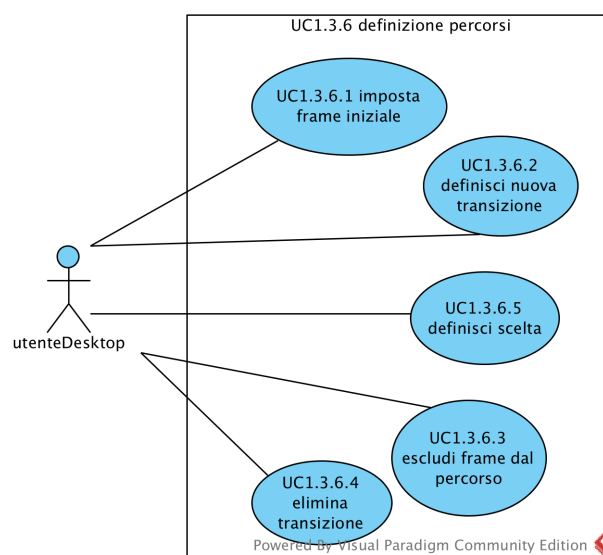 UC1.3.6 definizione percorsi
UC1.3.6.1 imposta
frame iniziale
UC1.3.6.2
definisci nuova
transizione
UC1.3.6.5
definisci scelta
utenteDesktop
UC1.3.6.3
escludi frame dal
percorso
UC1.3.6.4
elimina
transizione
Powered By Visual Paradigm Community Edition